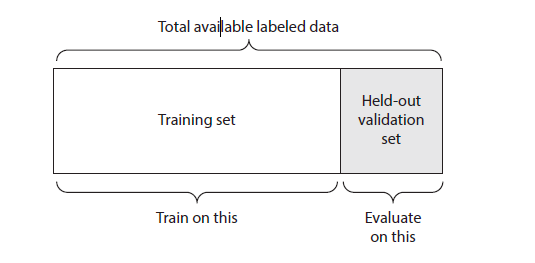 Total available labeled data
Training set
Held-out
validation
set
Train on this
Evaluate
on this